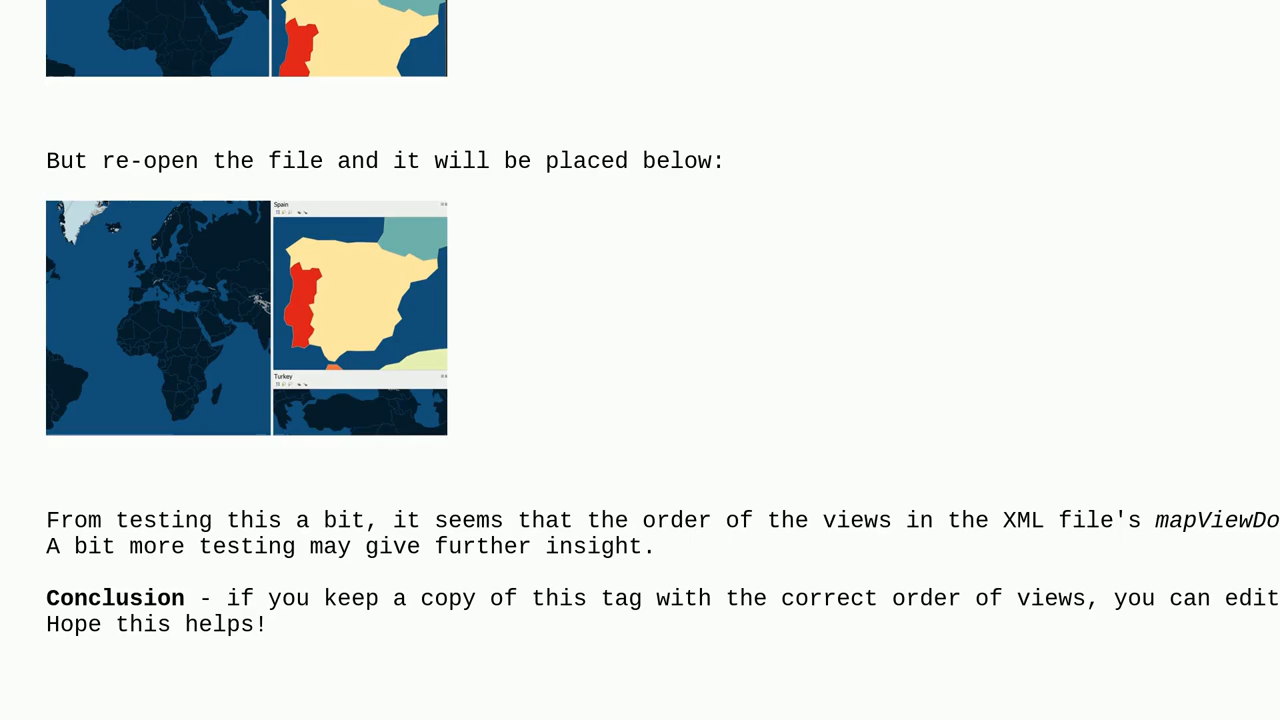 But re-open the file and it will be placed below:
Spain
Turkey
From testing this a bit, it seems that the order of the views in the XML file's mapViewDo
A bit more testing may give further insight.
Conclusion - if you keep a copy of this tag with the correct order of views, you can edit
Hope this helps!